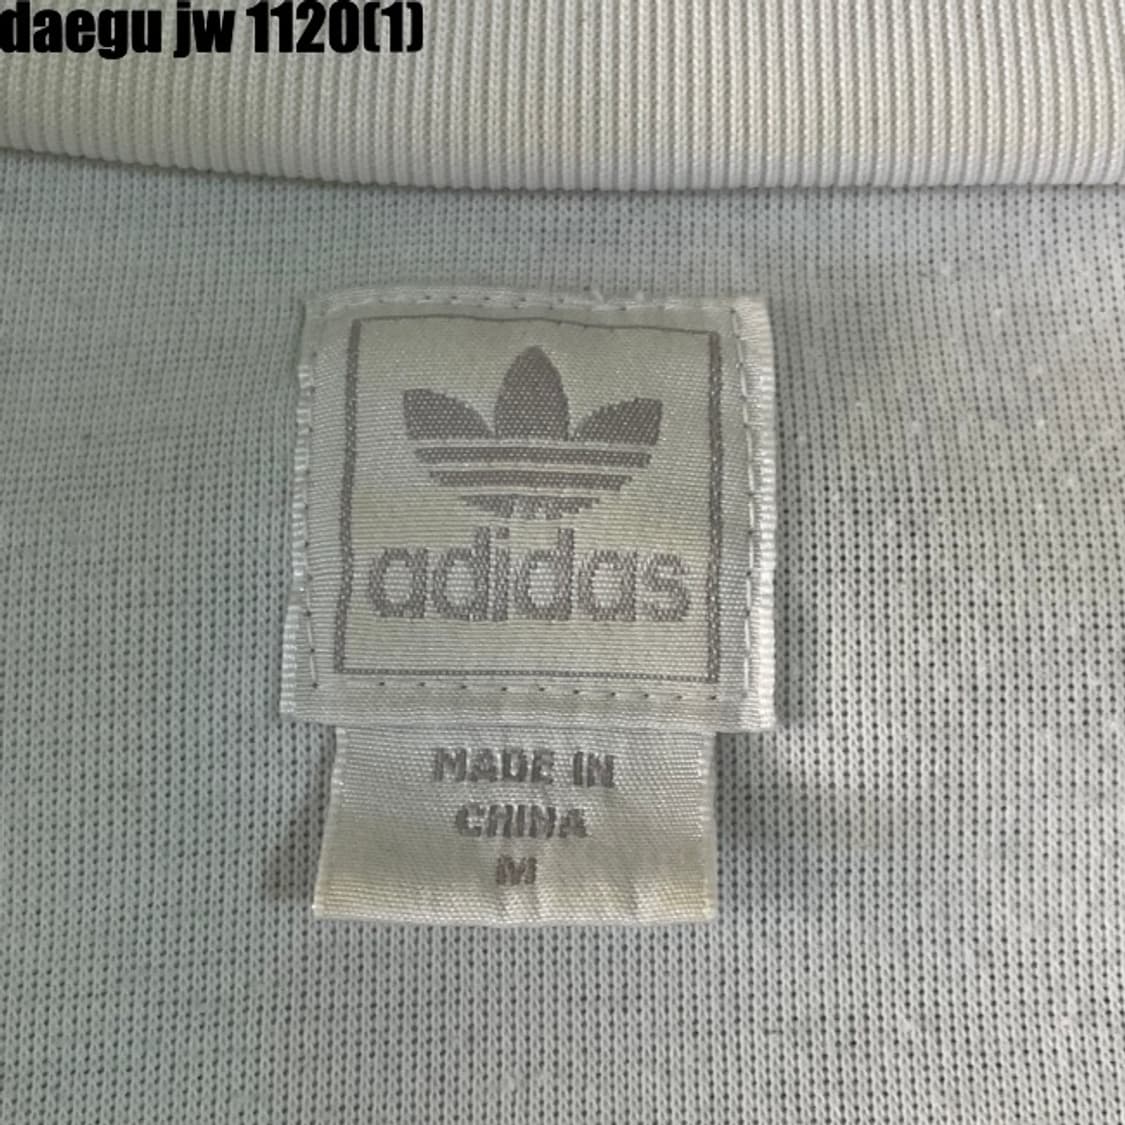 daegu jw 1120(1)
adidas
MADE IN
CHINA
M